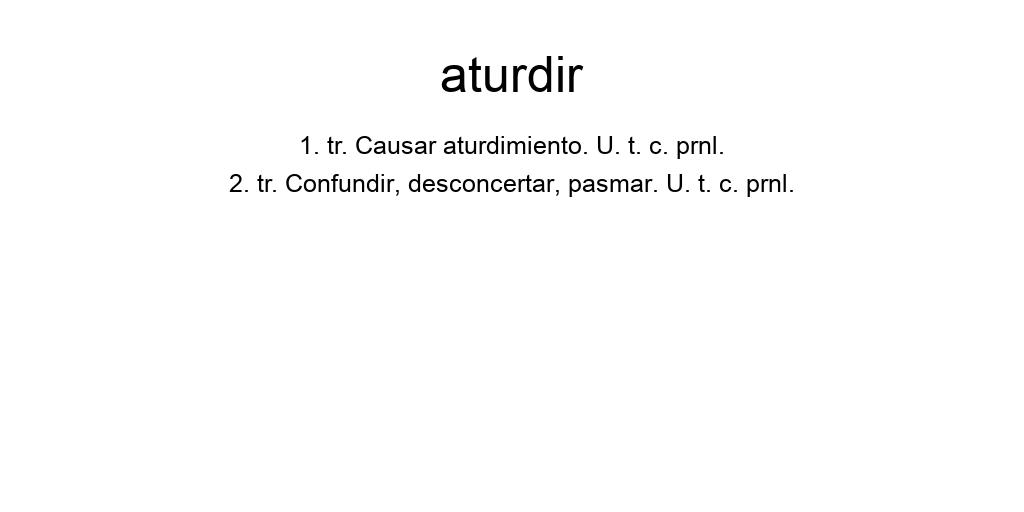 aturdir
1. tr. Causar aturdimiento. U. t. c. prnl.
2. tr. Confundir, desconcertar, pasmar. U. t. c. prnl.